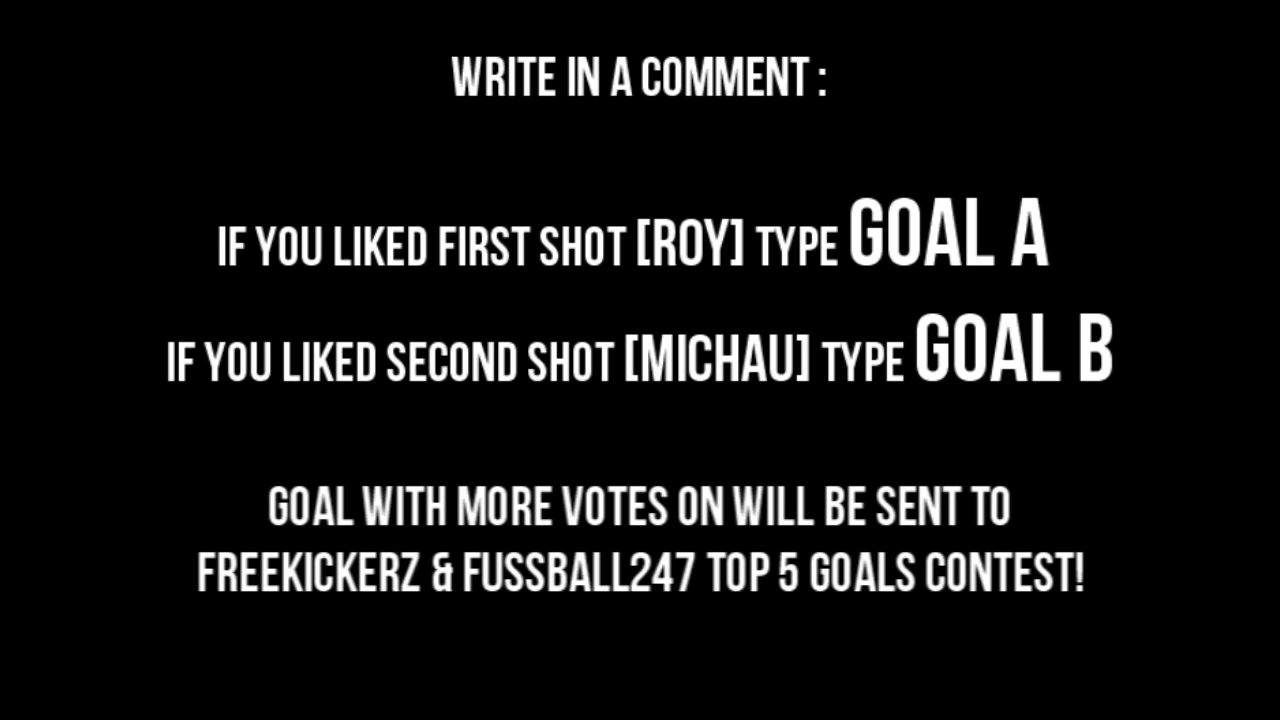 WRITE IN A COMMENT :
IF YOU LIKED FIRST SHOT [ROY] TYPE GOAL A
IF YOU LIKED SECOND SHOT [MICHAU] TYPE GOAL B
GOAL WITH MORE VOTES ON WILL BE SENT TO
FREEKICKERZ & FUSSBALL247 TOP 5 GOALS CONTEST!